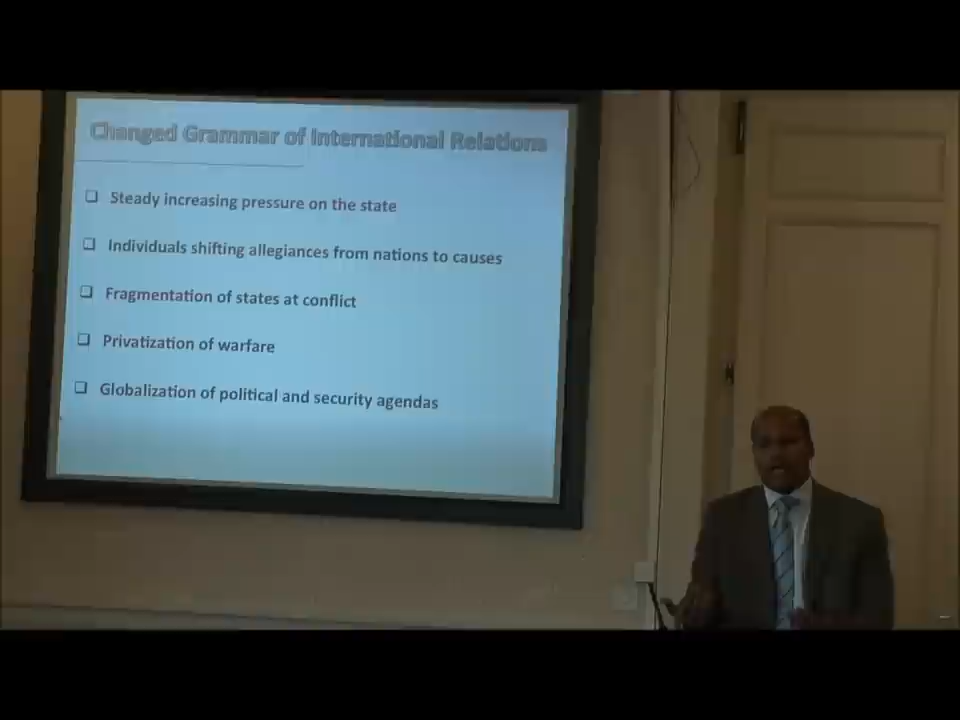 Changed Grammar of International Relations
❑ Steady increasing pressure on the state
❑ Individuals shifting allegiances from nations to causes
❑ Fragmentation of states at conflict
❑ Privatization of warfare
❑ Globalization of political and security agendas